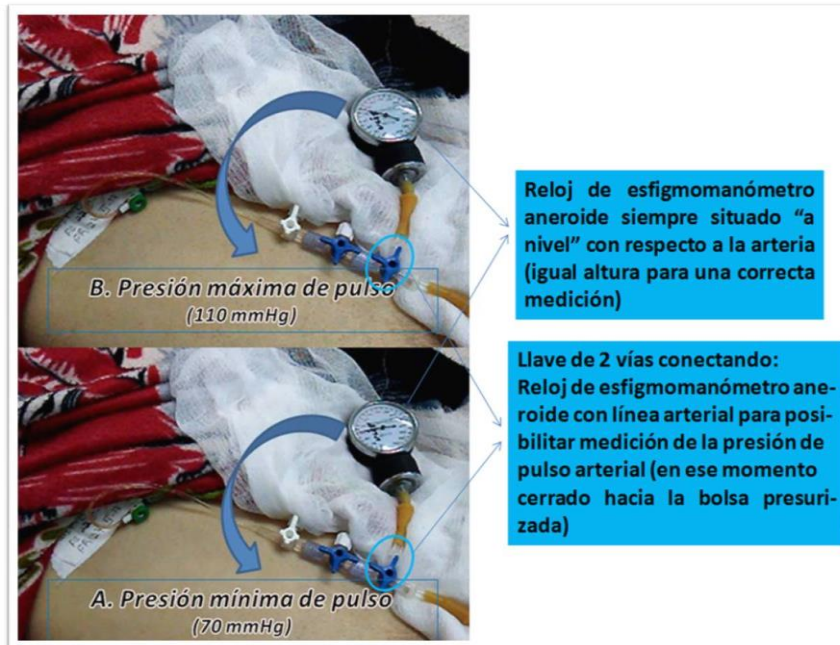 B. Presión máxima de pulso
(110 mmHg)
A. Presión mínima de pulso
(70 mmHg)
Reloj de esfigmomanómetro
aneroide siempre situado “a
nivel” con respecto a la arteria
(igual altura para una correcta
medición)
Llave de 2 vías conectando:
Reloj de esfigmomanómetro ane-
roide con línea arterial para posi-
bilitar medición de la presión de
pulso arterial (en ese momento
cerrado hacia la bolsa presuri-
zada)